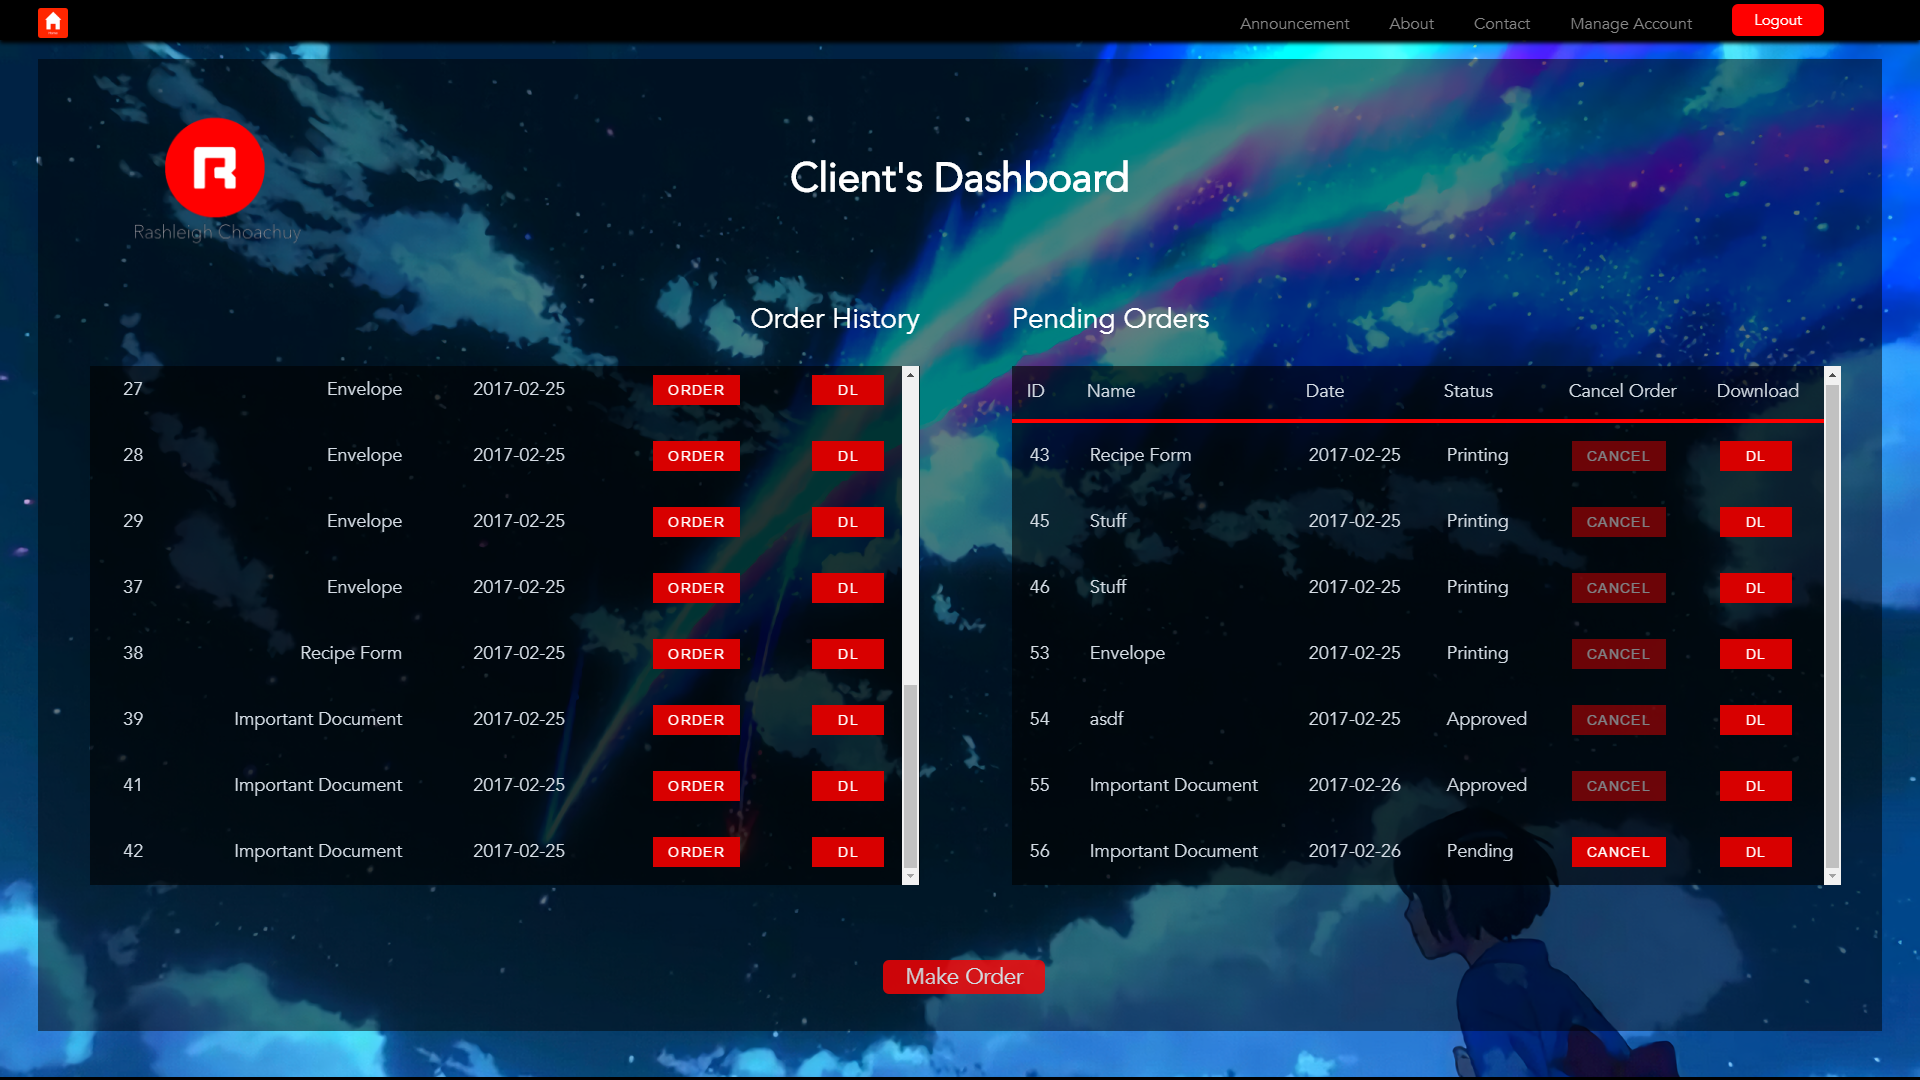 Announcement About Contact Manage Account Logout
R
Client's Dashboard
Rashleigh Choachuy
Order History
27 Envelope 2017-02-25 ORDER DL
28 Envelope 2017-02-25 ORDER DL
29 Envelope 2017-02-25 ORDER DL
37 Envelope 2017-02-25 ORDER DL
38 Recipe Form 2017-02-25 ORDER DL
39 Important Document 2017-02-25 ORDER DL
41 Important Document 2017-02-25 ORDER DL
42 Important Document 2017-02-25 ORDER DL
Pending Orders
ID Name Date Status Cancel Order Download
43 Recipe Form 2017-02-25 Printing CANCEL DL
45 Stuff 2017-02-25 Printing CANCEL DL
46 Stuff 2017-02-25 Printing CANCEL DL
53 Envelope 2017-02-25 Printing CANCEL DL
54 asdf 2017-02-25 Approved CANCEL DL
55 Important Document 2017-02-26 Approved CANCEL DL
56 Important Document 2017-02-26 Pending CANCEL DL
Make Order